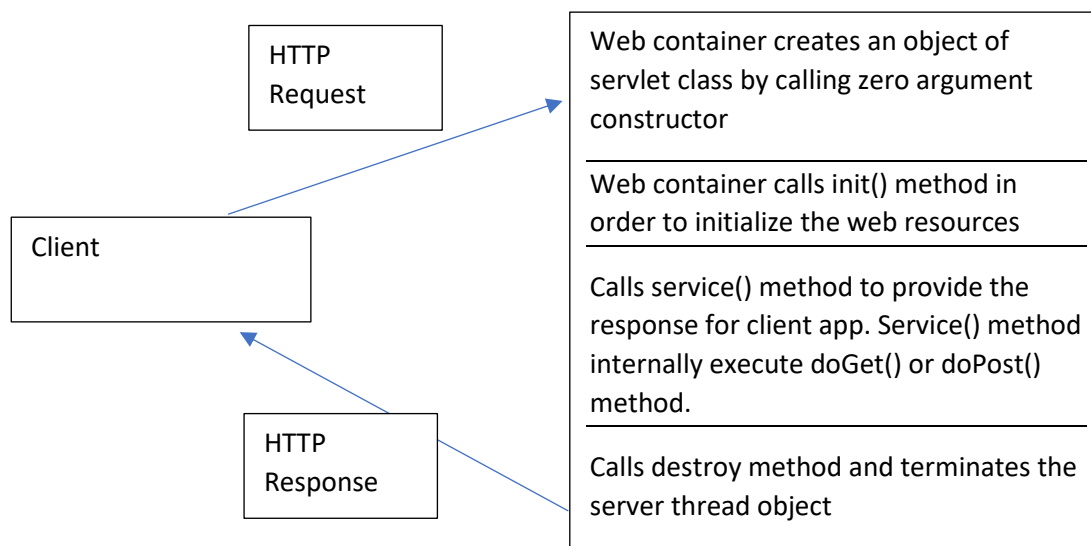 HTTP
Request
Web container creates an object of
servlet class by calling zero argument
constructor
Web container calls init() method in
order to initialize the web resources
Client
Calls service() method to provide the
response for client app. Service() method
internally execute doGet() or doPost()
method.
HTTP
Response
Calls destroy method and terminates the
server thread object